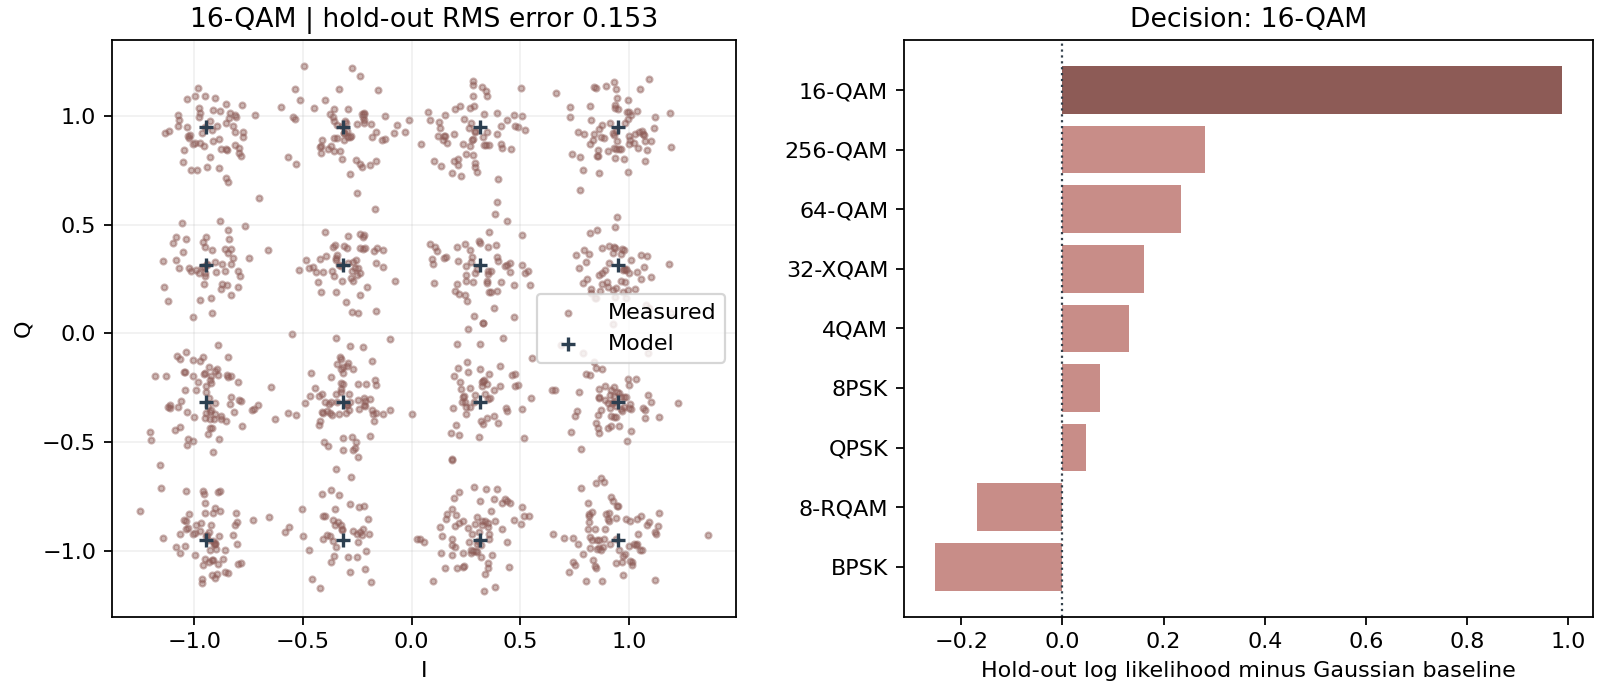 16-QAM | hold-out RMS error 0.153
1.0
0.5
0.0
−0.5
−1.0
Q
−1.0
−0.5
0.0
0.5
1.0
I
Measured
Model
Decision: 16-QAM
16-QAM
256-QAM
64-QAM
32-XQAM
4QAM
8PSK
QPSK
8-RQAM
BPSK
−0.2
0.0
0.2
0.4
0.6
0.8
1.0
Hold-out log likelihood minus Gaussian baseline